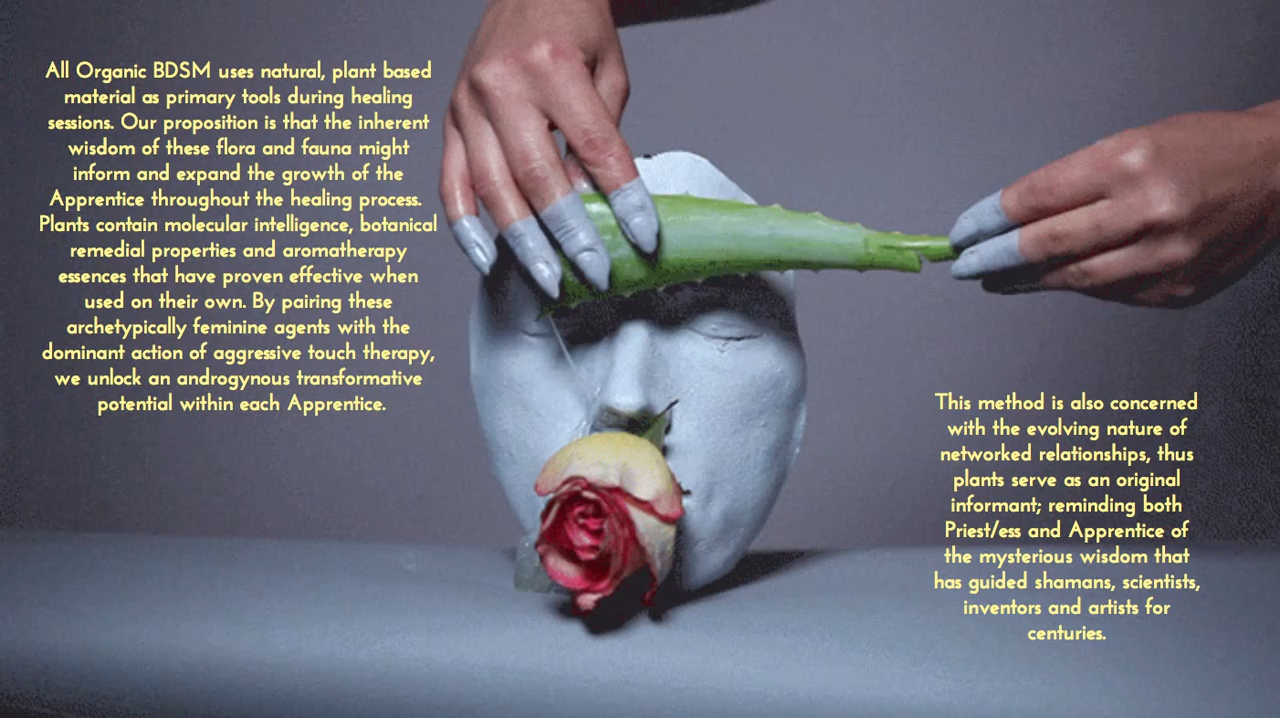 All Organic BDSM uses natural, plant based
material as primary tools during healing
sessions. Our proposition is that the inherent
wisdom of these flora and fauna might
inform and expand the growth of the
Apprentice throughout the healing process.
Plants contain molecular intelligence, botanical
remedial properties and aromatherapy
essences that have proven effective when
used on their own. By pairing these
archetypically feminine agents with the
dominant action of aggressive touch therapy,
we unlock an androgynous transformative
potential within each Apprentice.
This method is also concerned
with the evolving nature of
networked relationships, thus
plants serve as an original
informant; reminding both
Priest/ess and Apprentice of
the mysterious wisdom that
has guided shamans, scientists,
inventors and artists for
centuries.